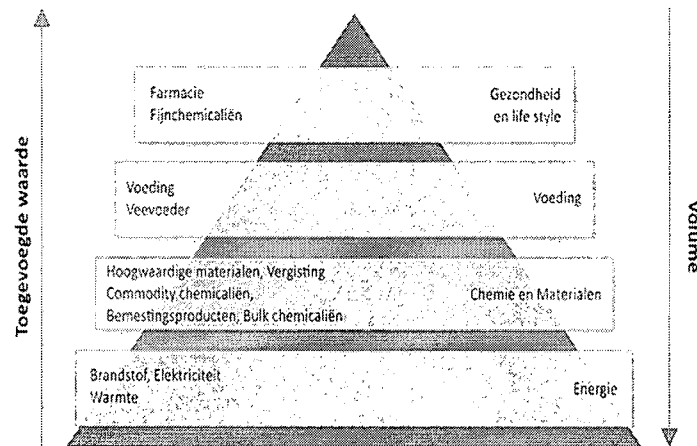 Toegevoegde waarde
Farmacie
Fijnchemicaliën
Gezondheid
en life style
Voeding
Veevoeder
Voeding
Hoogwaardige materialen, Vergisting
Commodity chemicaliën,
Bemestingsproducten, Bulk chemicaliën
Chemie en Materialen
Brandstof, Elektriciteit
Warmte
Energie
Volume